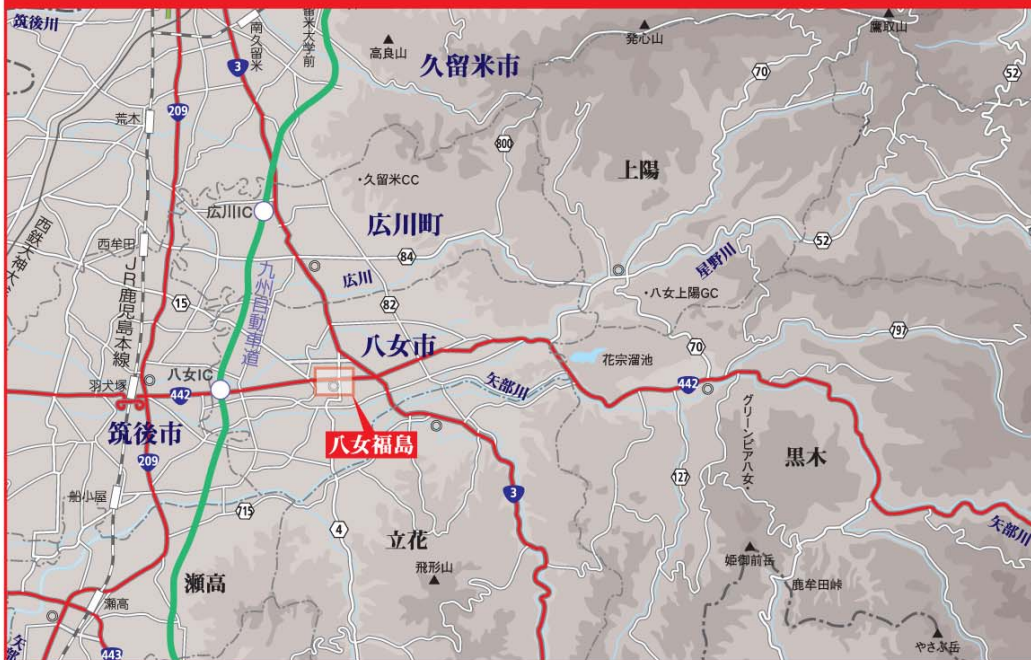 筑後川
南久留米
留米大学前
高良山
久留米市
発心山
鷹取山
3
70
52
209
荒木
800
・久留米CC
上陽
広川IC
広川町
西鉄天神大
西牟田
84
星野川
52
広川
JR鹿児島本線
九州自動車道
・八女上陽GC
15
82
797
八女市
八女IC
花宗溜池
70
羽犬塚
442
矢部川
442
筑後市
八女福島
グリーンピア八女・
黒木
209
127
3
船小屋
715
4
矢部川
立花
姫御前岳
飛形山
瀬高
鹿牟田峠
瀬高
矢部
443
やさぶ岳